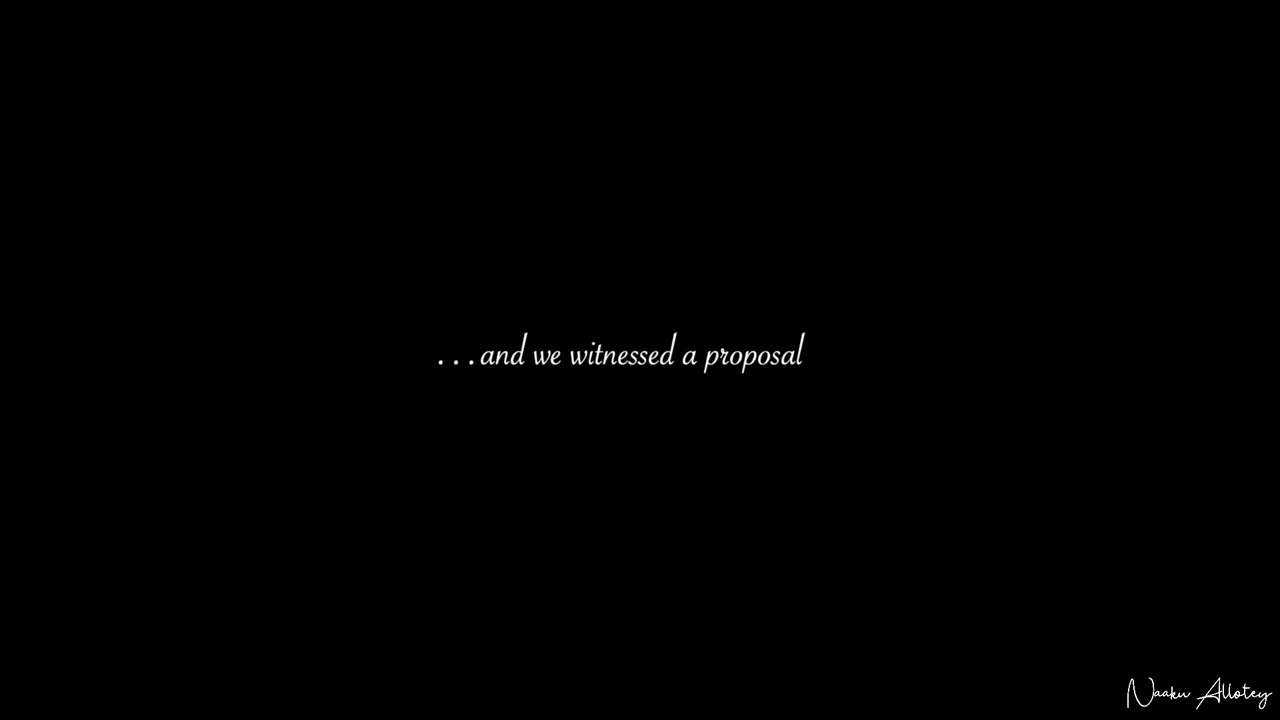 . . . and we witnessed a proposal
Naaku Allotey